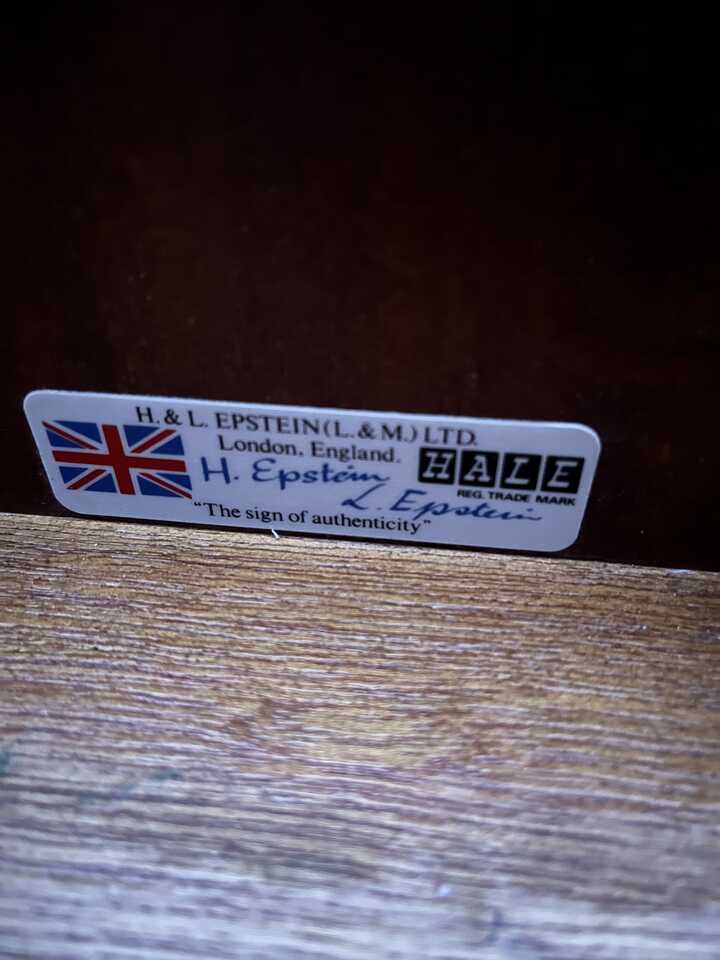 H. & L. EPSTEIN (L. & M.) LTD.
London, England.
HALE
REG. TRADE MARK
H. Epstein
L. Epstein
"The sign of authenticity"